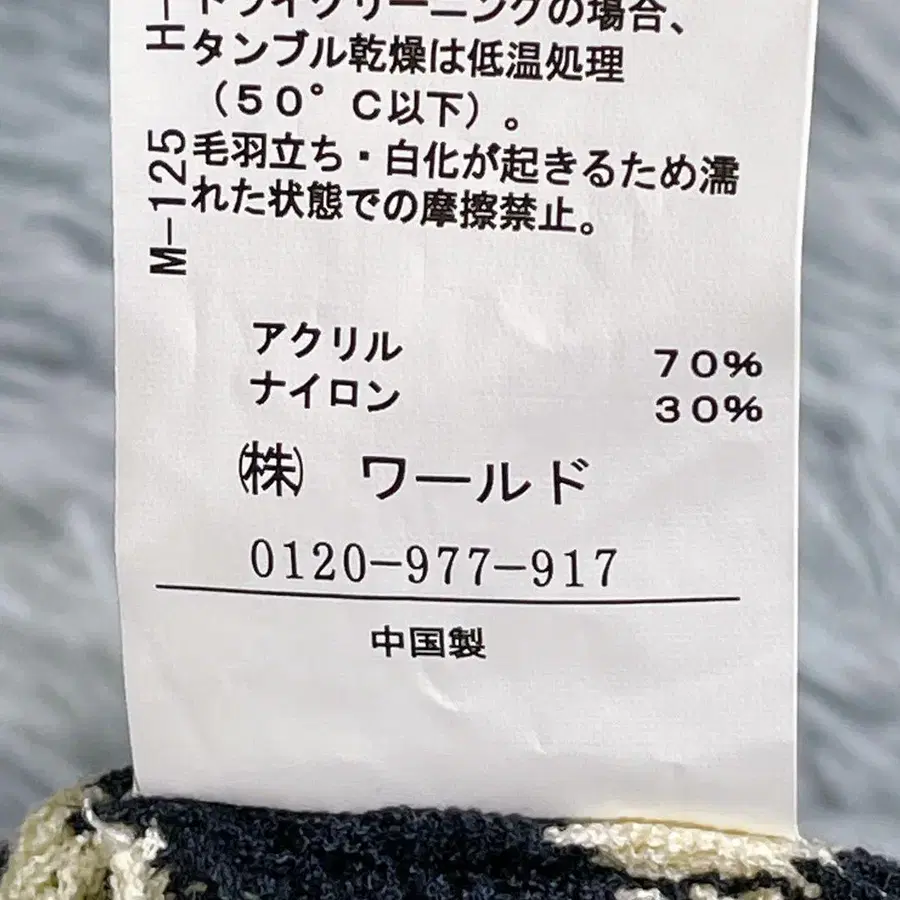 ドライクリーニングの場合、
タンブル乾燥は低温処理
（50°C以下）。
毛羽立ち・白化が起きるため濡
れた状態での摩擦禁止。
M-125
アクリル 70%
ナイロン 30%
㈱ ワールド
0120-977-917
中国製